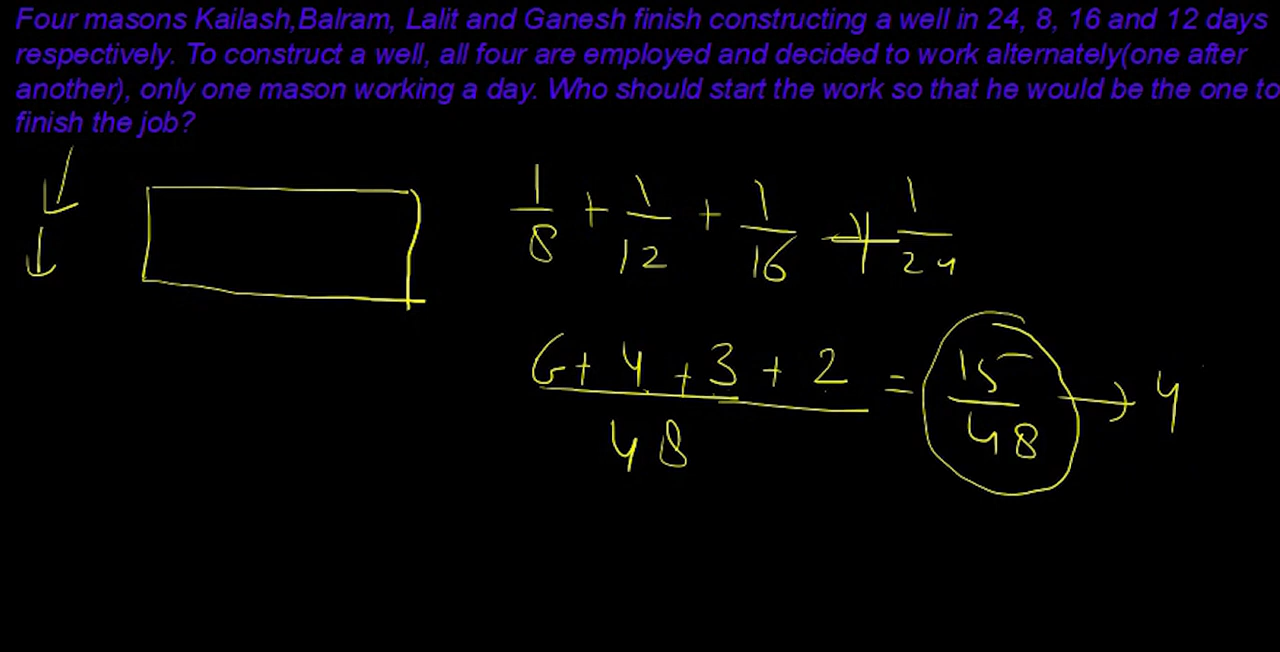 Four masons Kailash,Balram, Lalit and Ganesh finish constructing a well in 24, 8, 16 and 12 days
respectively. To construct a well, all four are employed and decided to work alternately(one after
another), only one mason working a day. Who should start the work so that he would be the one to
finish the job?
1/8 + 1/12 + 1/16 + 1/24
6+4+3+2/48 = 15/48 → 4